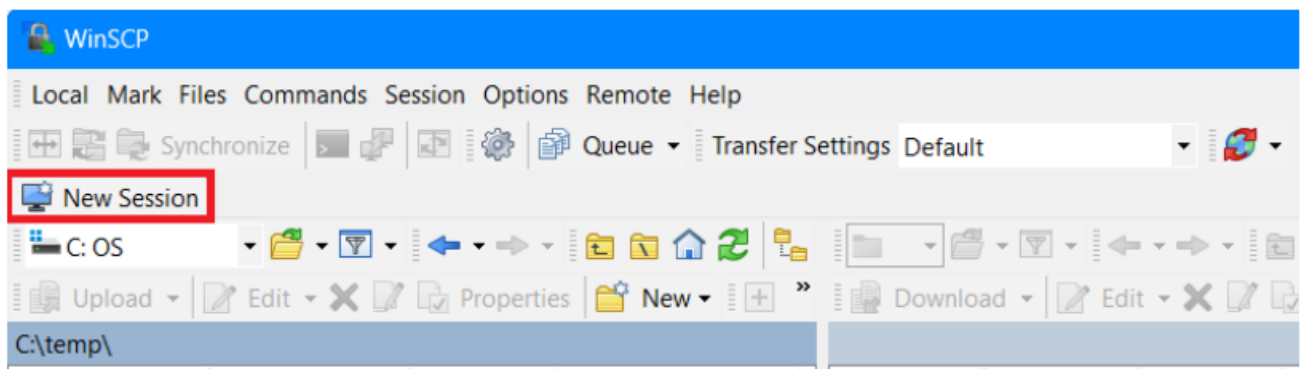 WinSCP
Local Mark Files Commands Session Options Remote Help
Synchronize Queue Transfer Settings Default
New Session
C: OS
Upload Edit Properties New » Download Edit
C:\temp\